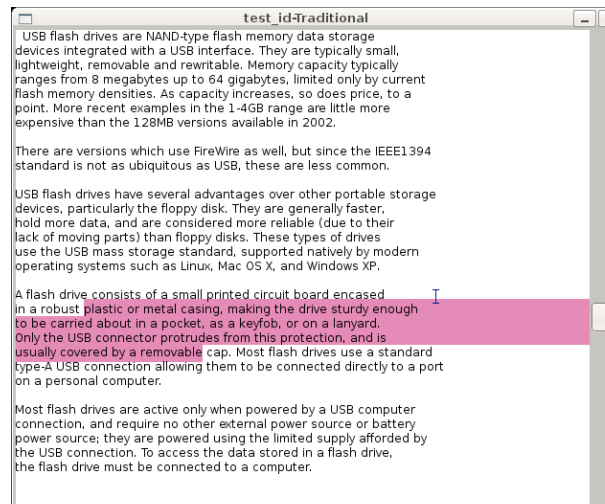 test_id-Traditional
USB flash drives are NAND-type flash memory data storage
devices integrated with a USB interface. They are typically small,
lightweight, removable and rewritable. Memory capacity typically
ranges from 8 megabytes up to 64 gigabytes, limited only by current
flash memory densities. As capacity increases, so does price, to a
point. More recent examples in the 1-4GB range are little more
expensive than the 128MB versions available in 2002.
There are versions which use FireWire as well, but since the IEEE1394
standard is not as ubiquitous as USB, these are less common.
USB flash drives have several advantages over other portable storage
devices, particularly the floppy disk. They are generally faster,
hold more data, and are considered more reliable (due to their
lack of moving parts) than floppy disks. These types of drives
use the USB mass storage standard, supported natively by modern
operating systems such as Linux, Mac OS X, and Windows XP.
A flash drive consists of a small printed circuit board encased
in a robust plastic or metal casing, making the drive sturdy enough
to be carried about in a pocket, as a keyfob, or on a lanyard.
Only the USB connector protrudes from this protection, and is
usually covered by a removable cap. Most flash drives use a standard
type-A USB connection allowing them to be connected directly to a port
on a personal computer.
Most flash drives are active only when powered by a USB computer
connection, and require no other external power source or battery
power source; they are powered using the limited supply afforded by
the USB connection. To access the data stored in a flash drive,
the flash drive must be connected to a computer.